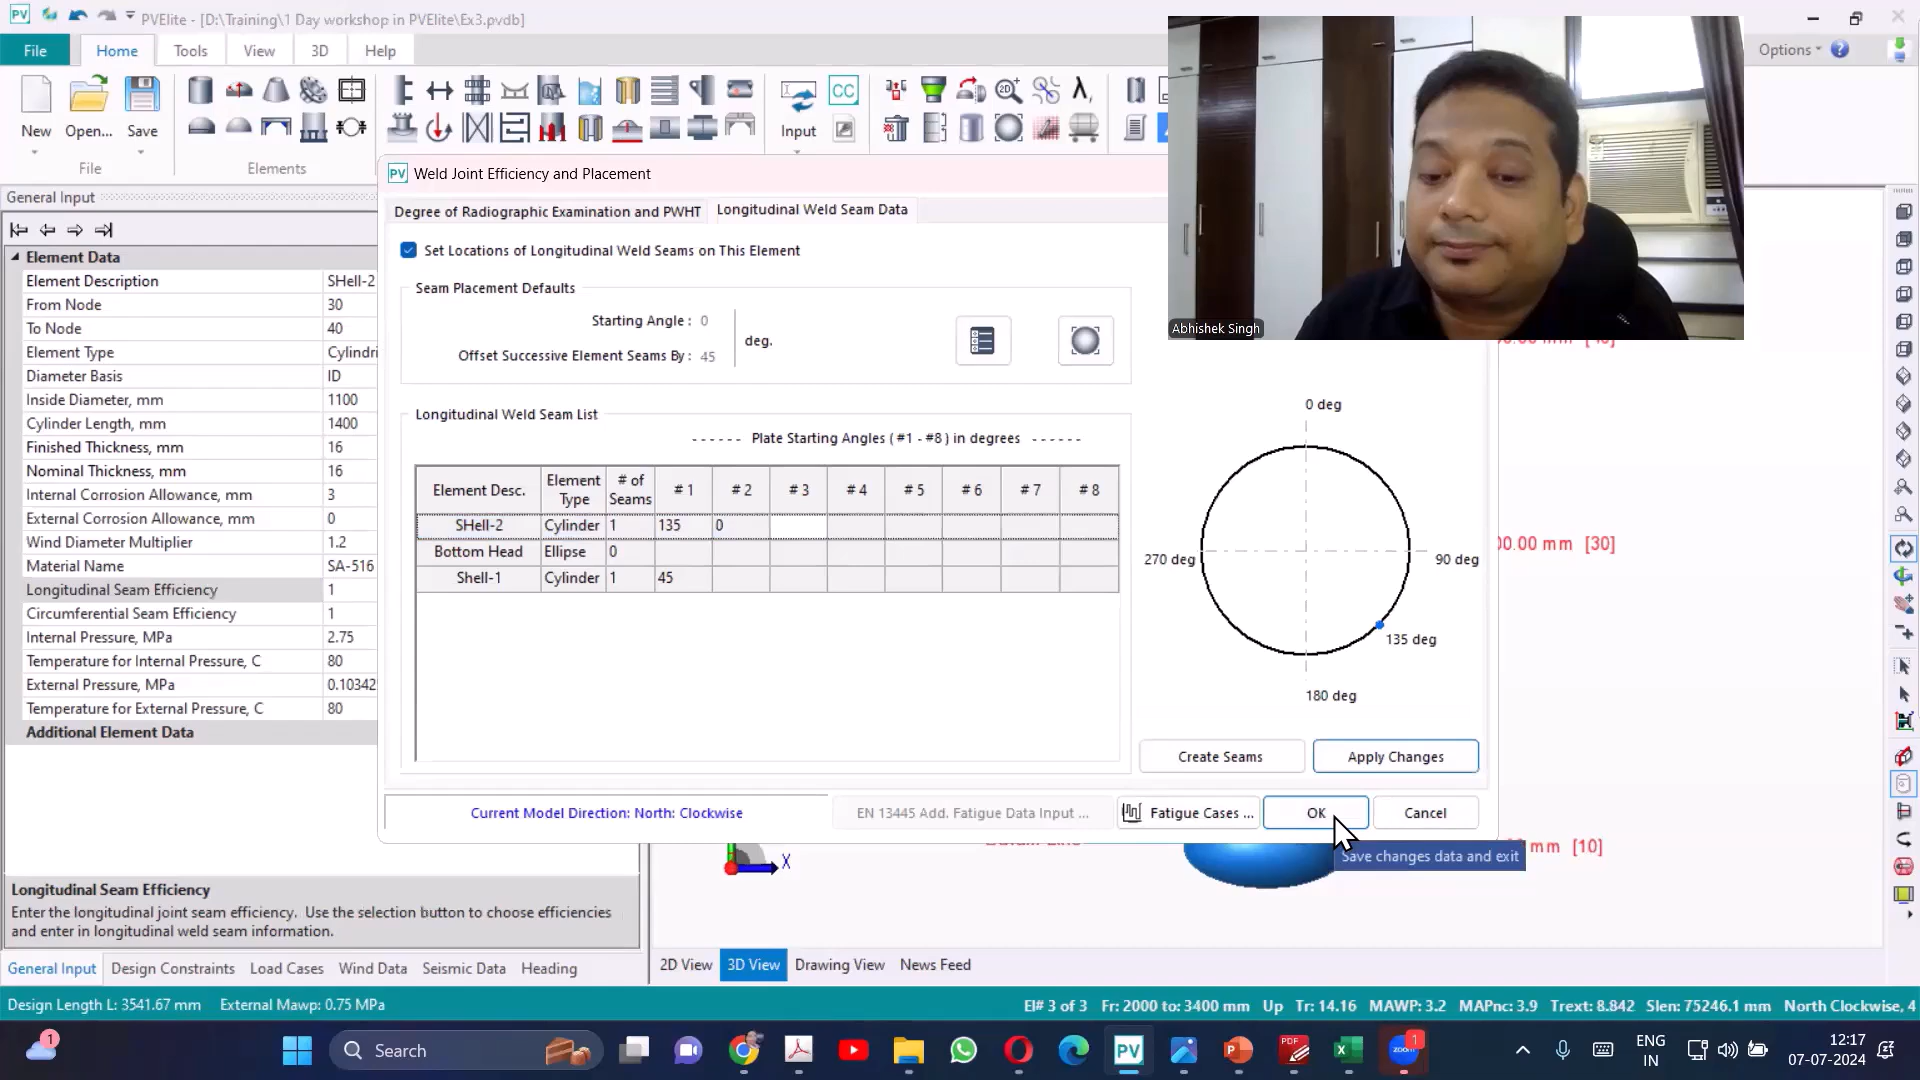 PVElite - [D:\Training\1 Day workshop in PVElite\Ex3.pvdb]
File Home Tools View 3D Help
Options
New Open... Save
Input
CC
File
Elements
General Input
Element Data
Element Description SHell-2
From Node 30
To Node 40
Element Type Cylindri
Diameter Basis ID
Inside Diameter, mm 1100
Cylinder Length, mm 1400
Finished Thickness, mm 16
Nominal Thickness, mm 16
Internal Corrosion Allowance, mm 3
External Corrosion Allowance, mm 0
Wind Diameter Multiplier 1.2
Material Name SA-516
Longitudinal Seam Efficiency 1
Circumferential Seam Efficiency 1
Internal Pressure, MPa 2.75
Temperature for Internal Pressure, C 80
External Pressure, MPa 0.10342
Temperature for External Pressure, C 80
Additional Element Data
Longitudinal Seam Efficiency
Enter the longitudinal joint seam efficiency. Use the selection button to choose efficiencies
and enter in longitudinal weld seam information.
General Input Design Constraints Load Cases Wind Data Seismic Data Heading
PV Weld Joint Efficiency and Placement
Degree of Radiographic Examination and PWHT Longitudinal Weld Seam Data
Set Locations of Longitudinal Weld Seams on This Element
Seam Placement Defaults
Starting Angle : 0
deg.
Offset Successive Element Seams By : 45
Longitudinal Weld Seam List
------ Plate Starting Angles ( #1 - #8 ) in degrees ------
Element Desc. Element Type # of Seams # 1 # 2 # 3 # 4 # 5 # 6 # 7 # 8
SHell-2 Cylinder 1 135 0
Bottom Head Ellipse 0
Shell-1 Cylinder 1 45
0 deg
270 deg
90 deg
135 deg
180 deg
Create Seams Apply Changes
Current Model Direction: North: Clockwise
EN 13445 Add. Fatigue Data Input ...
Fatigue Cases ...
OK
Cancel
Save changes data and exit
Abhishek Singh
00.00 mm [30]
mm [10]
X
2D View 3D View Drawing View News Feed
Design Length L: 3541.67 mm External Mawp: 0.75 MPa
El# 3 of 3 Fr: 2000 to: 3400 mm Up Tr: 14.16 MAWP: 3.2 MAPnc: 3.9 Trext: 8.842 Slen: 75246.1 mm North Clockwise, 4
1
Search
PV
PDF
zoom
1
ENG
IN
12:17
07-07-2024